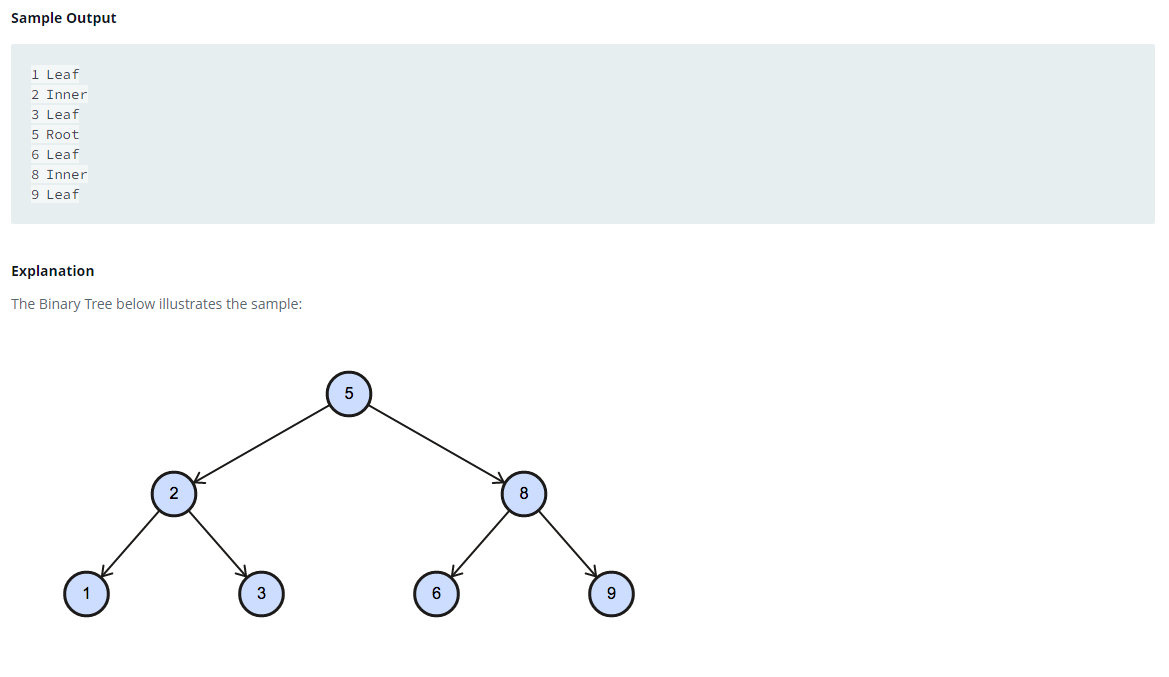 Sample Output
1 Leaf
2 Inner
3 Leaf
5 Root
6 Leaf
8 Inner
9 Leaf
Explanation
The Binary Tree below illustrates the sample:
5
2 8
1 3 6 9